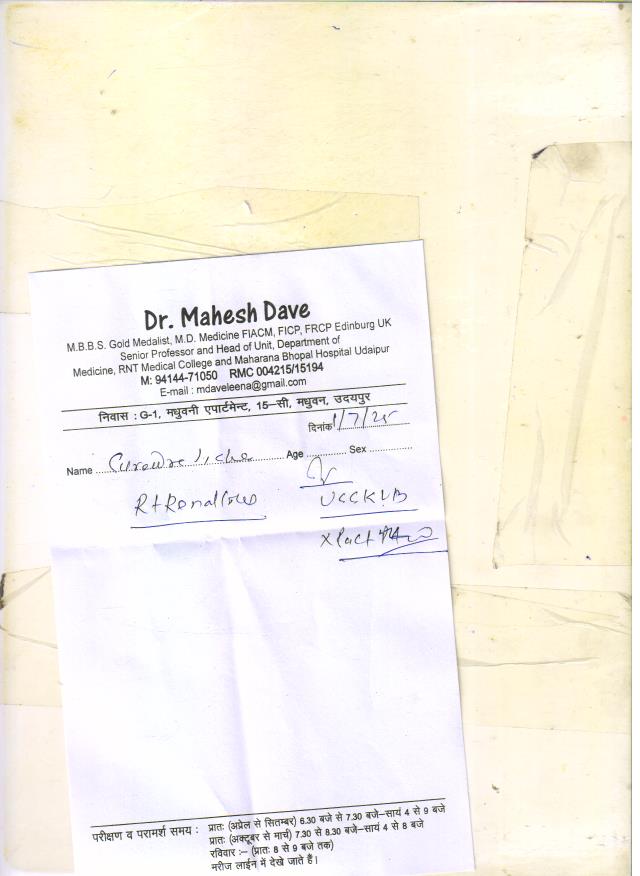 Dr. Mahesh Dave
M.B.B.S. Gold Medalist, M.D. Medicine FIACM, FICP, FRCP Edinburg UK
Senior Professor and Head of Unit, Department of
Medicine, RNT Medical College and Maharana Bhopal Hospital Udaipur
M: 94144-71050 RMC 004215/15194
E-mail : mdaveleena@gmail.com
निवास : G-1, मधुवनी एपार्टमेन्ट, 15–सी, मधुवन, उदयपुर
दिनांक 1/7/25
Name Age Sex
Rt Renal
परीक्षण व परामर्श समय : प्रातः (अप्रेल से सितम्बर) 6.30 बजे से 7.30 बजे–सायं 4 से 9 बजे
प्रातः (अक्टूबर से मार्च) 7.30 से 8.30 बजे–सायं 4 से 8 बजे
रविवार :– (प्रातः 8 से 9 बजे तक)
मरीज लाईन में देखे जाते हैं।